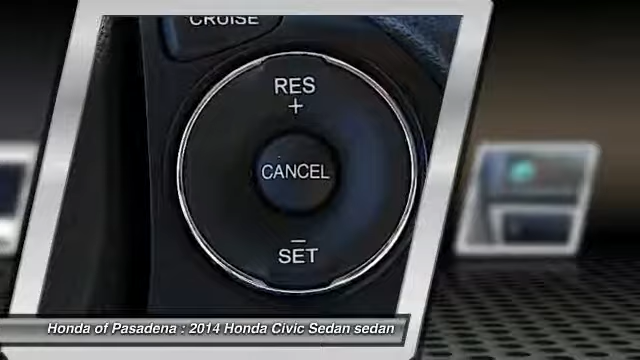 CRUISE
RES
+
CANCEL
–
SET
Honda of Pasadena : 2014 Honda Civic Sedan sedan